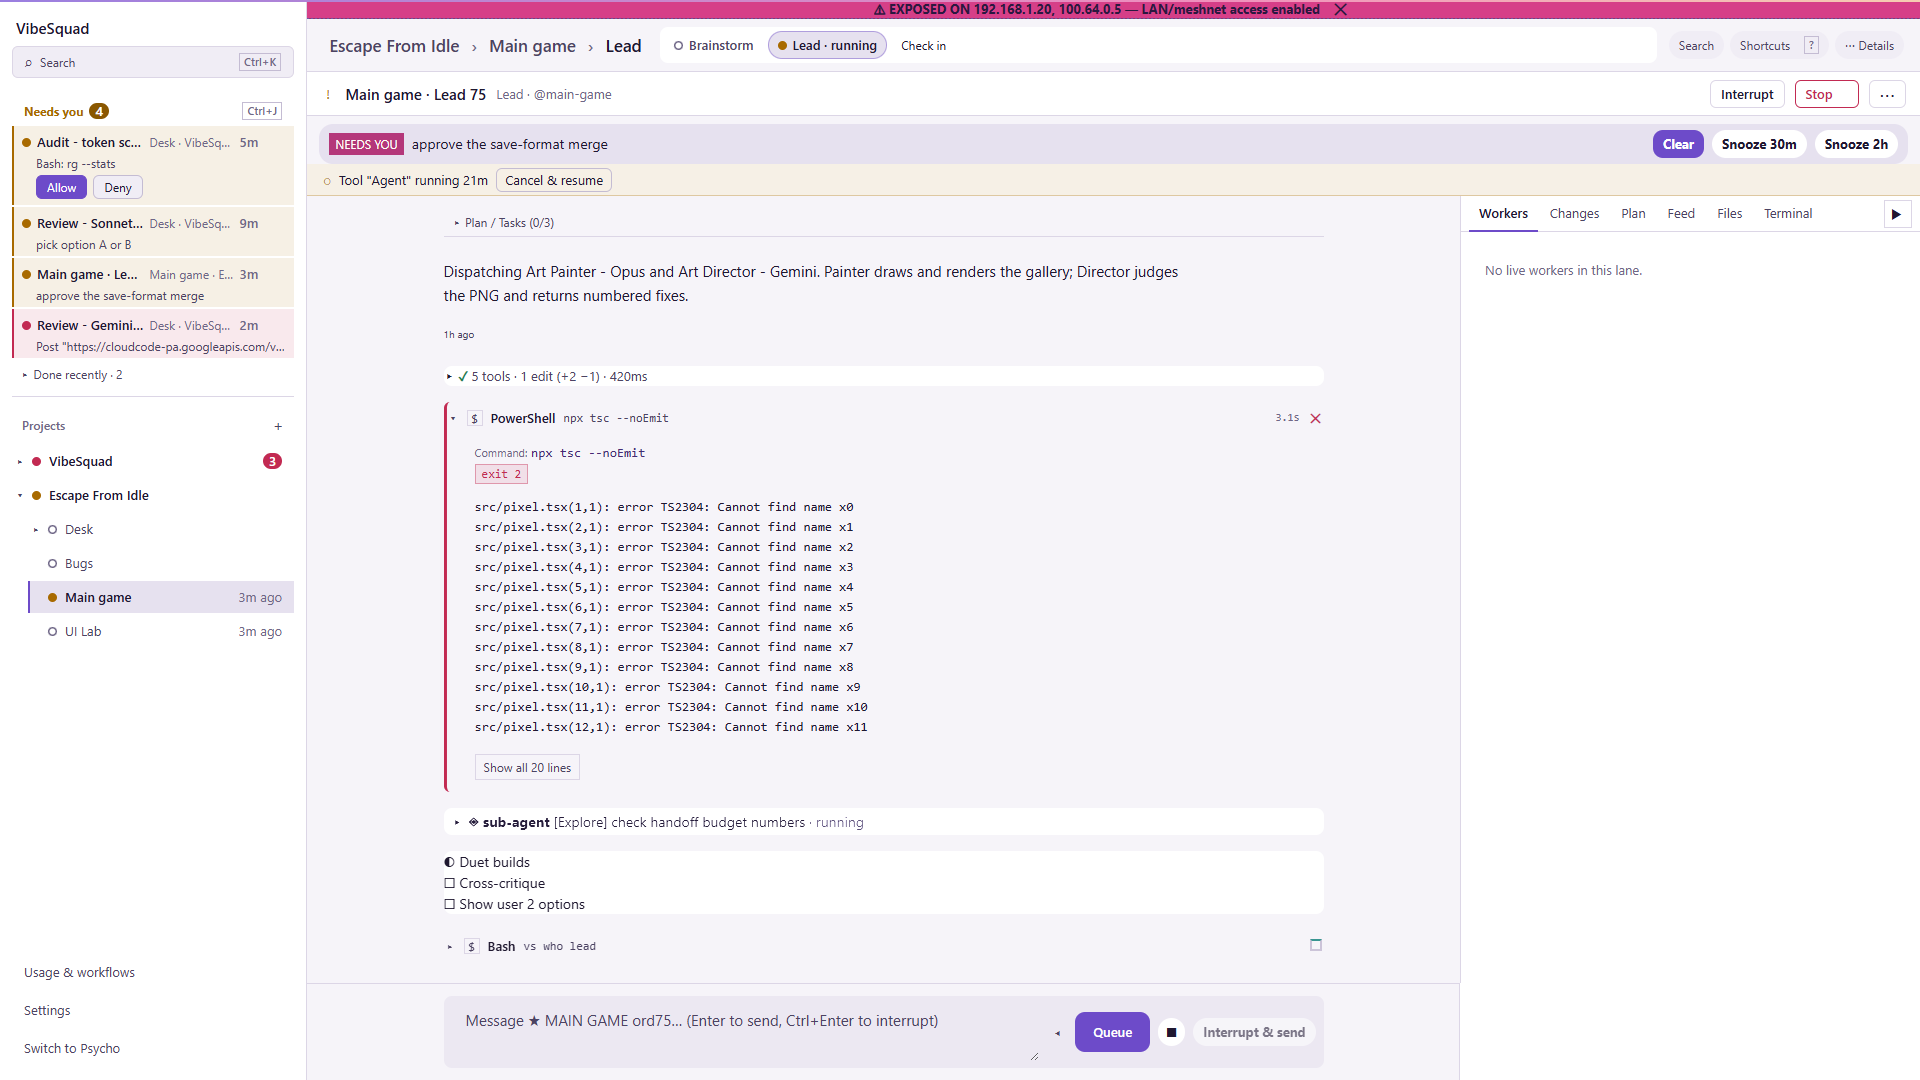 ⚠ EXPOSED ON 192.168.1.20, 100.64.0.5 — LAN/meshnet access enabled
VibeSquad
Search Ctrl+K
Needs you 4 Ctrl+J
Audit - token sc... Desk · VibeSq... 5m
Bash: rg --stats
Allow Deny
Review - Sonnet... Desk · VibeSq... 9m
pick option A or B
Main game · Le... Main game · E... 3m
approve the save-format merge
Review - Gemini... Desk · VibeSq... 2m
Post "https://cloudcode-pa.googleapis.com/v...
Done recently · 2
Projects +
VibeSquad 3
Escape From Idle
Desk
Bugs
Main game 3m ago
UI Lab 3m ago
Usage & workflows
Settings
Switch to Psycho
Escape From Idle › Main game › Lead
Brainstorm Lead · running Check in
Search Shortcuts ? ··· Details
! Main game · Lead 75 Lead · @main-game
Interrupt Stop ...
NEEDS YOU approve the save-format merge
Clear Snooze 30m Snooze 2h
Tool "Agent" running 21m Cancel & resume
Plan / Tasks (0/3)
Dispatching Art Painter - Opus and Art Director - Gemini. Painter draws and renders the gallery; Director judges
the PNG and returns numbered fixes.
1h ago
✓ 5 tools · 1 edit (+2 −1) · 420ms
$ PowerShell npx tsc --noEmit 3.1s
Command: npx tsc --noEmit
exit 2
src/pixel.tsx(1,1): error TS2304: Cannot find name x0
src/pixel.tsx(2,1): error TS2304: Cannot find name x1
src/pixel.tsx(3,1): error TS2304: Cannot find name x2
src/pixel.tsx(4,1): error TS2304: Cannot find name x3
src/pixel.tsx(5,1): error TS2304: Cannot find name x4
src/pixel.tsx(6,1): error TS2304: Cannot find name x5
src/pixel.tsx(7,1): error TS2304: Cannot find name x6
src/pixel.tsx(8,1): error TS2304: Cannot find name x7
src/pixel.tsx(9,1): error TS2304: Cannot find name x8
src/pixel.tsx(10,1): error TS2304: Cannot find name x9
src/pixel.tsx(11,1): error TS2304: Cannot find name x10
src/pixel.tsx(12,1): error TS2304: Cannot find name x11
Show all 20 lines
sub-agent [Explore] check handoff budget numbers · running
◐ Duet builds
☐ Cross-critique
☐ Show user 2 options
$ Bash vs who lead
Message ★ MAIN GAME ord75... (Enter to send, Ctrl+Enter to interrupt)
Queue ■ Interrupt & send
Workers Changes Plan Feed Files Terminal
No live workers in this lane.